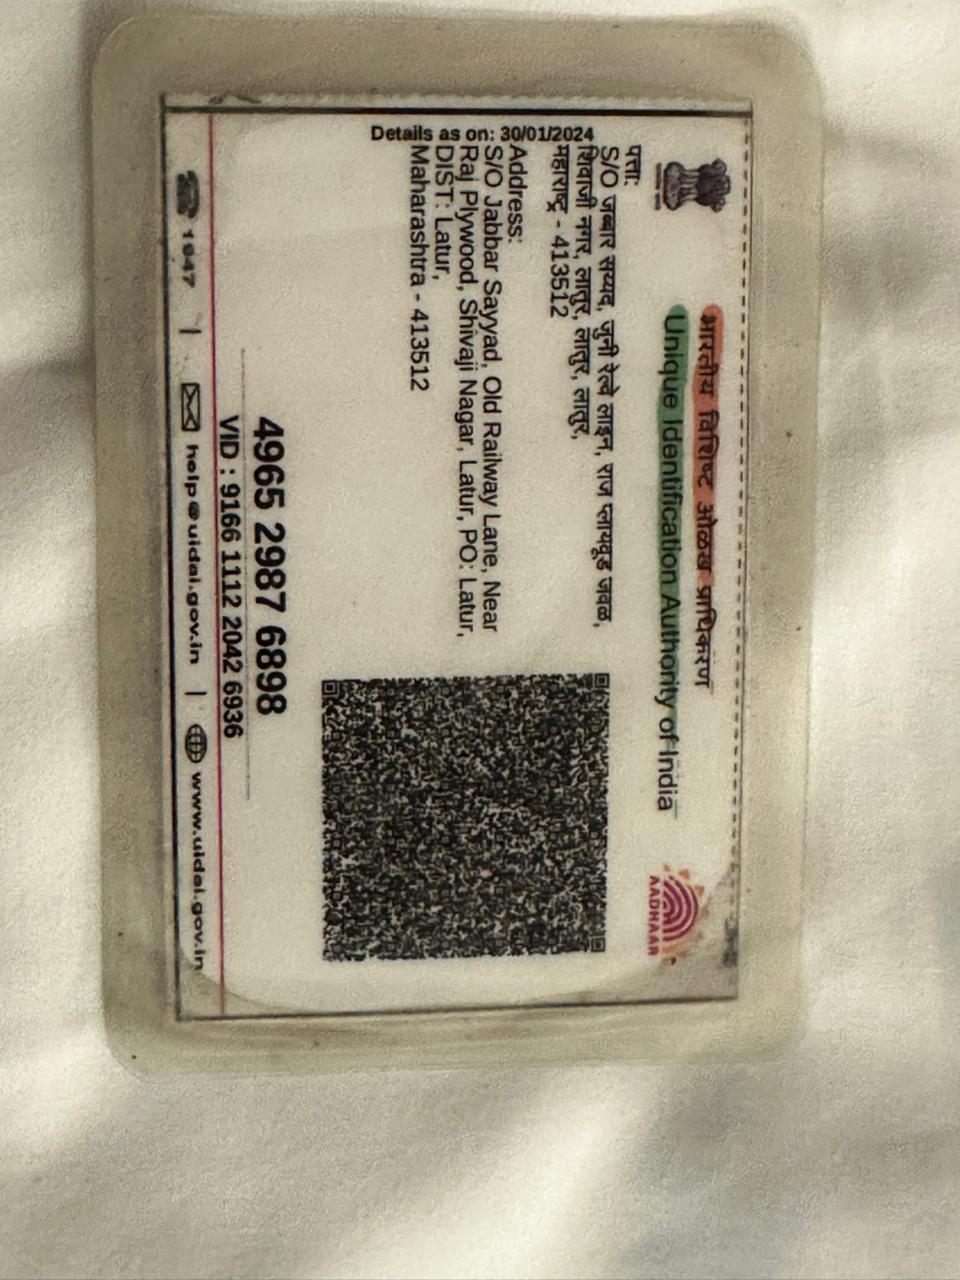 भारतीय विशिष्ट ओळख प्राधिकरण
Unique Identification Authority of India
AADHAAR
Details as on: 30/01/2024
पत्ता:
S/O जब्बार सय्यद, जुनी रेल्वे लाइन, राज प्लायवुड जवळ,
शिवाजी नगर, लातुर, लातुर, लातुर,
महाराष्ट्र - 413512
Address:
S/O Jabbar Sayyad, Old Railway Lane, Near
Raj Plywood, Shivaji Nagar, Latur, PO: Latur,
DIST: Latur,
Maharashtra - 413512
4965 2987 6898
VID : 9166 1112 2042 6936
1947 | help@uidai.gov.in | www.uidai.gov.in